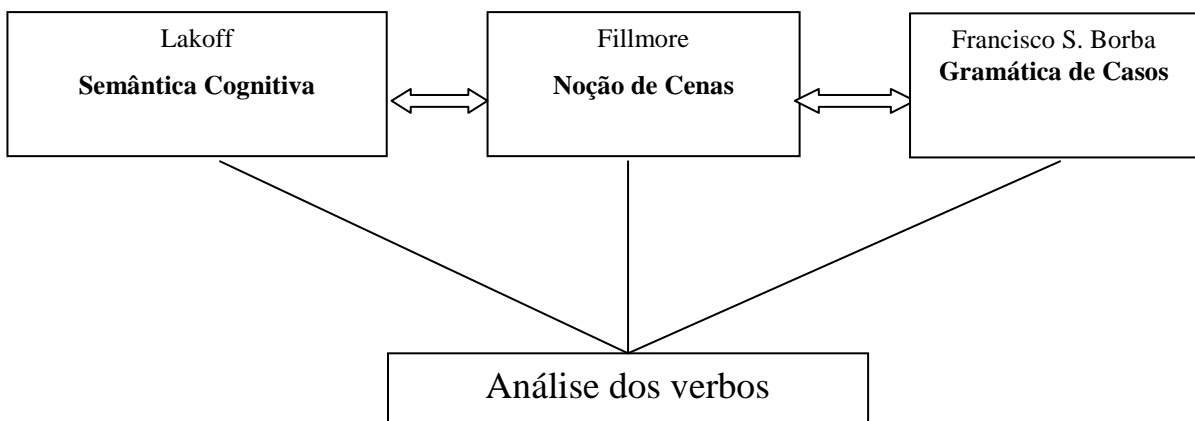 Lakoff
Semântica Cognitiva
Fillmore
Noção de Cenas
Francisco S. Borba
Gramática de Casos
Análise dos verbos